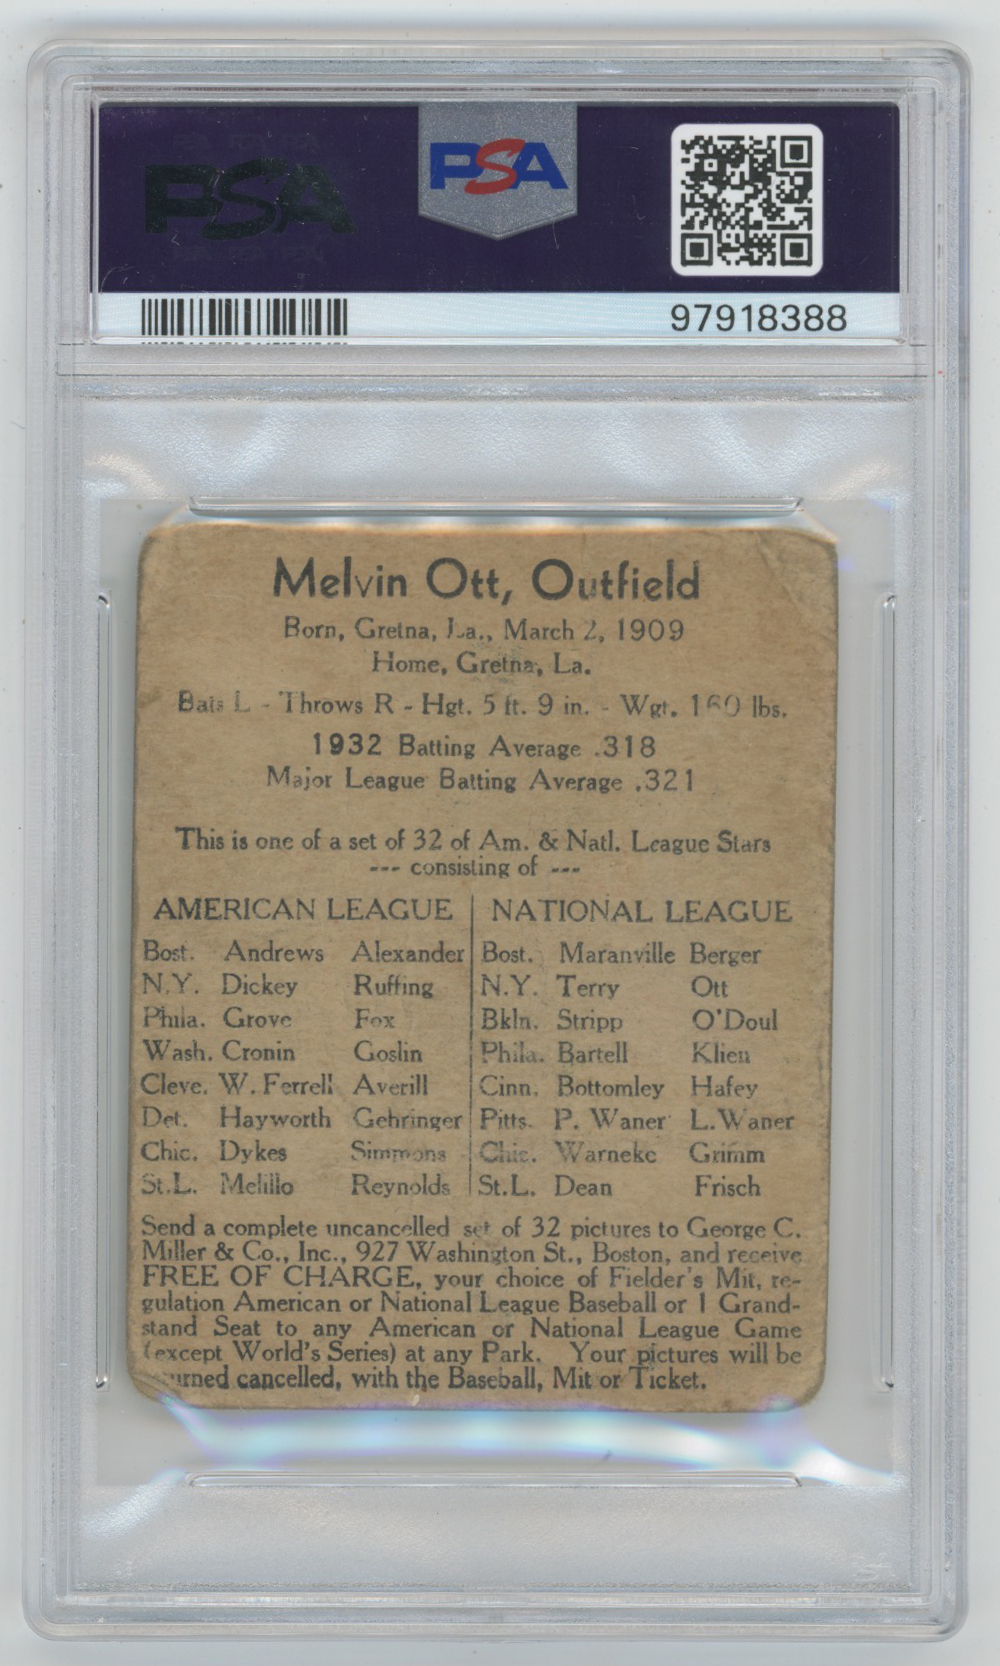 PSA
PSA
97918388
Melvin Ott, Outfield
Born, Gretna, La., March 2, 1909
Home, Gretna, La.
Bats L - Throws R - Hgt. 5 ft. 9 in. - Wgt. 160 lbs.
1932 Batting Average .318
Major League Batting Average .321
This is one of a set of 32 of Am. & Natl. League Stars
--- consisting of ---
AMERICAN LEAGUE NATIONAL LEAGUE
Bost. Andrews Alexander Bost. Maranville Berger
N.Y. Dickey Ruffing N.Y. Terry Ott
Phila. Grove Fox Bkln. Stripp O'Doul
Wash. Cronin Goslin Phila. Bartell Klien
Cleve. W. Ferrell Averill Cinn. Bottomley Hafey
Det. Hayworth Gehringer Pitts. P. Waner L. Waner
Chic. Dykes Simmons Chic. Warneke Grimm
St.L. Melillo Reynolds St.L. Dean Frisch
Send a complete uncancelled set of 32 pictures to George C.
Miller & Co., Inc., 927 Washington St., Boston, and receive
FREE OF CHARGE, your choice of Fielder's Mit, re-
gulation American or National League Baseball or 1 Grand-
stand Seat to any American or National League Game
(except World's Series) at any Park. Your pictures will be
urned cancelled, with the Baseball, Mit or Ticket.